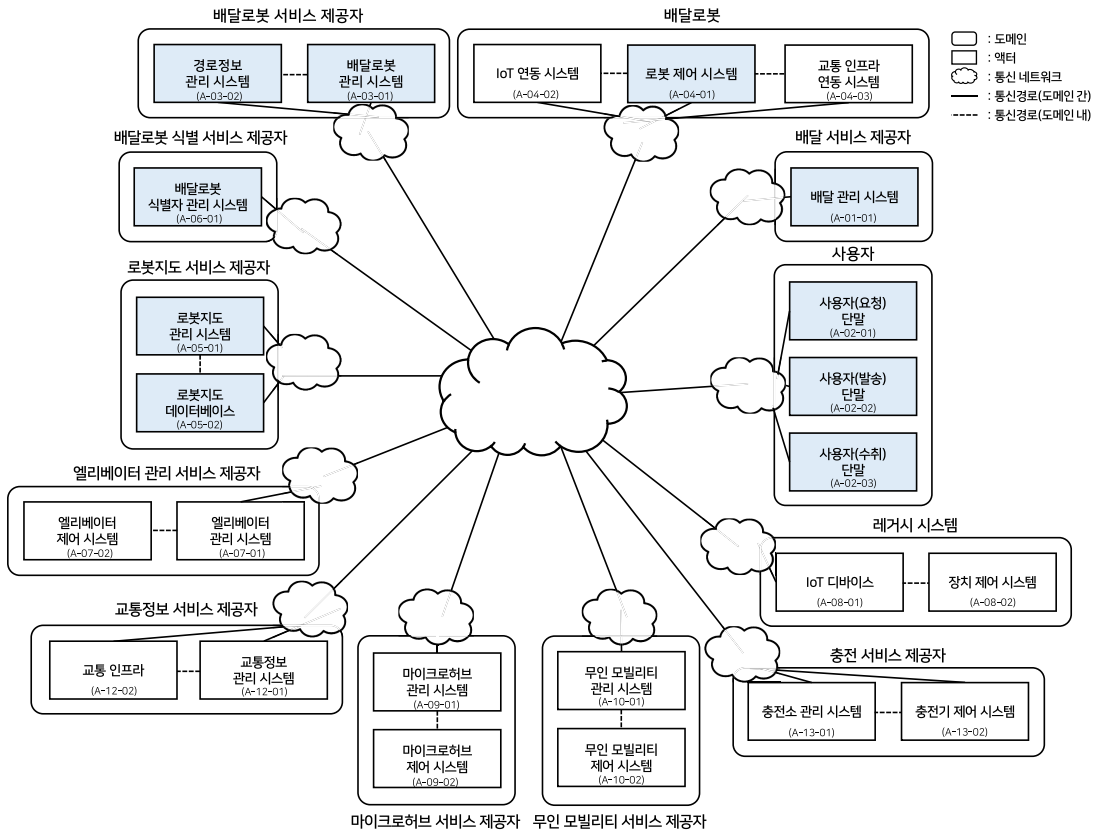 배달로봇 서비스 제공자
경로정보
관리 시스템
(A-03-02)
배달로봇
관리 시스템
(A-03-01)
배달로봇
IoT 연동 시스템
(A-04-02)
로봇 제어 시스템
(A-04-01)
교통 인프라
연동 시스템
(A-04-03)
: 도메인
: 액터
: 통신 네트워크
: 통신경로(도메인 간)
: 통신경로(도메인 내)
배달로봇 식별 서비스 제공자
배달로봇
식별자 관리 시스템
(A-06-01)
배달 서비스 제공자
배달 관리 시스템
(A-01-01)
로봇지도 서비스 제공자
로봇지도
관리 시스템
(A-05-01)
로봇지도
데이터베이스
(A-05-02)
사용자
사용자(요청)
단말
(A-02-01)
사용자(발송)
단말
(A-02-02)
사용자(수취)
단말
(A-02-03)
엘리베이터 관리 서비스 제공자
엘리베이터
제어 시스템
(A-07-02)
엘리베이터
관리 시스템
(A-07-01)
레거시 시스템
IoT 디바이스
(A-08-01)
장치 제어 시스템
(A-08-02)
교통정보 서비스 제공자
교통 인프라
(A-12-02)
교통정보
관리 시스템
(A-12-01)
마이크로허브
관리 시스템
(A-09-01)
마이크로허브
제어 시스템
(A-09-02)
마이크로허브 서비스 제공자
무인 모빌리티
관리 시스템
(A-10-01)
무인 모빌리티
제어 시스템
(A-10-02)
무인 모빌리티 서비스 제공자
충전 서비스 제공자
충전소 관리 시스템
(A-13-01)
충전기 제어 시스템
(A-13-02)